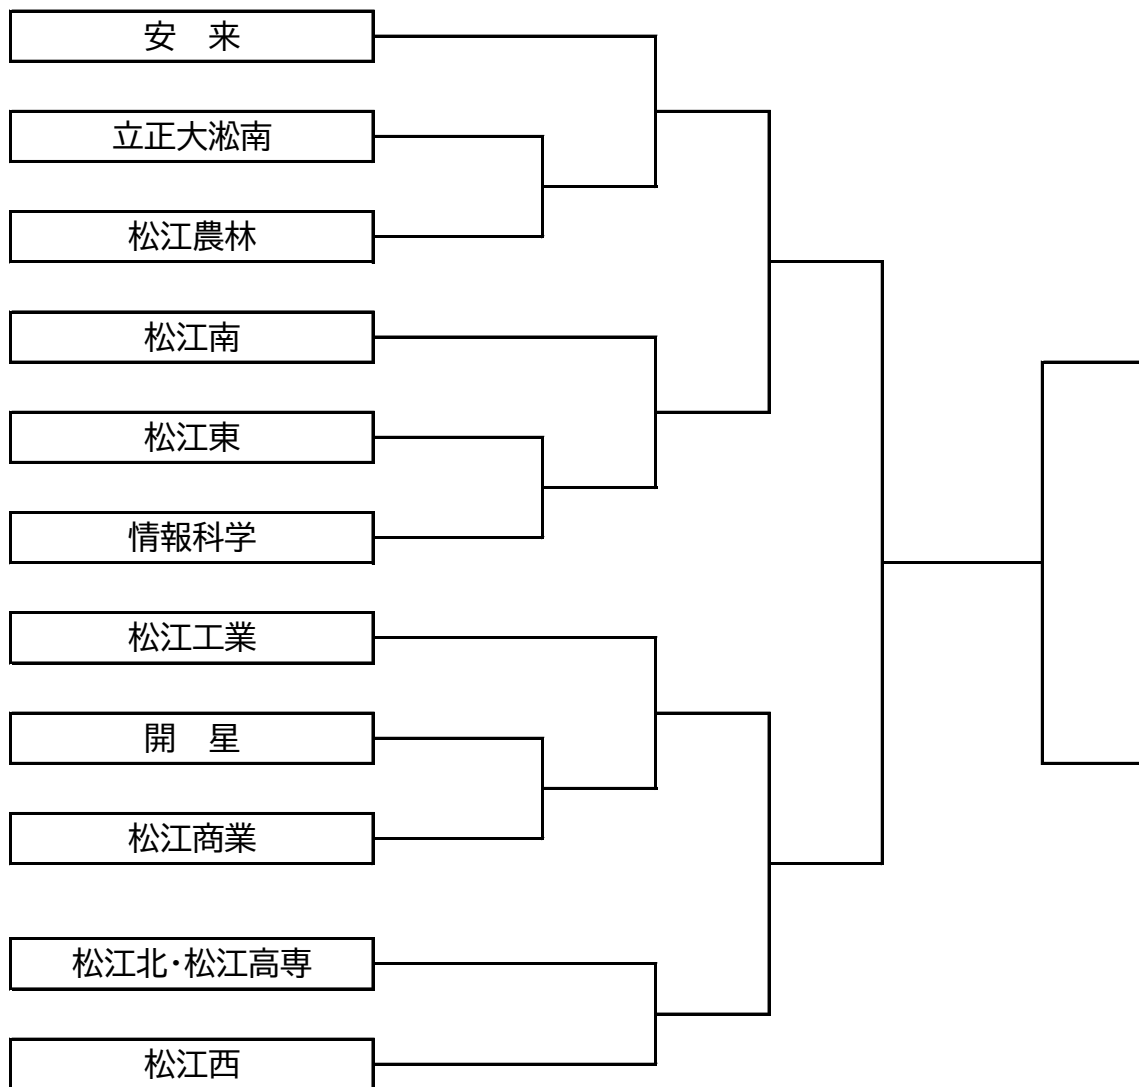 安　来
立正大淞南
松江農林
松江南
松江東
情報科学
松江工業
開　星
松江商業
松江北・松江高専
松江西